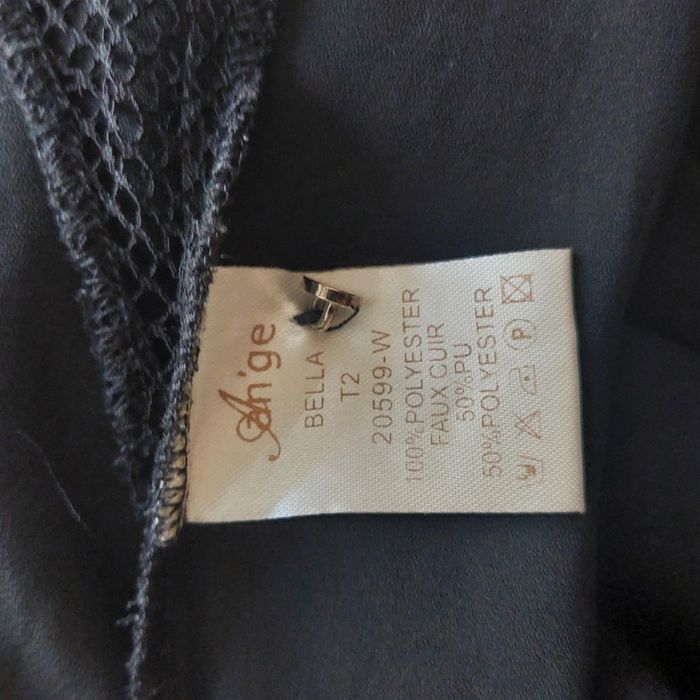 An'ge
BELLA
T2
20599-W
100%POLYESTER
FAUX CUIR
50%PU
50%POLYESTER
P